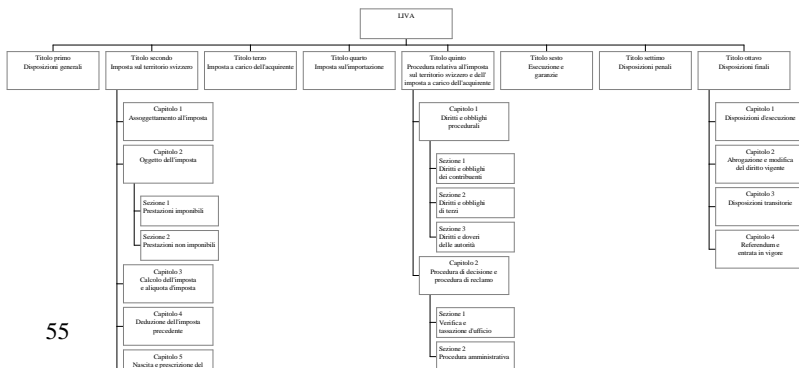 LIVA
Titolo primo
Disposizioni generali
Titolo secondo
Imposta sul territorio svizzero
Titolo terzo
Imposta a carico dell'acquirente
Titolo quarto
Imposta sull'importazione
Titolo quinto
Procedura relativa all'imposta
sul territorio svizzero e dell'
imposta a carico dell'acquirente
Titolo sesto
Esecuzione e
garanzie
Titolo settimo
Disposizioni penali
Titolo ottavo
Disposizioni finali
Capitolo 1
Assoggettamento all'imposta
Capitolo 2
Oggetto dell'imposta
Sezione 1
Prestazioni imponibili
Sezione 2
Prestazioni non imponibili
Capitolo 3
Calcolo dell'imposta
e aliquota d'imposta
Capitolo 4
Deduzione dell'imposta
precedente
Capitolo 5
Nascita e prescrizione del
Capitolo 1
Diritti e obblighi
procedurali
Sezione 1
Diritti e obblighi
dei contribuenti
Sezione 2
Diritti e obblighi
di terzi
Sezione 3
Diritti e doveri
delle autorità
Capitolo 2
Procedura di decisione e
procedura di reclamo
Sezione 1
Verifica e
tassazione d'ufficio
Sezione 2
Procedura amministrativa
Capitolo 1
Disposizioni d'esecuzione
Capitolo 2
Abrogazione e modifica
del diritto vigente
Capitolo 3
Disposizioni transitorie
Capitolo 4
Referendum e
entrata in vigore
55